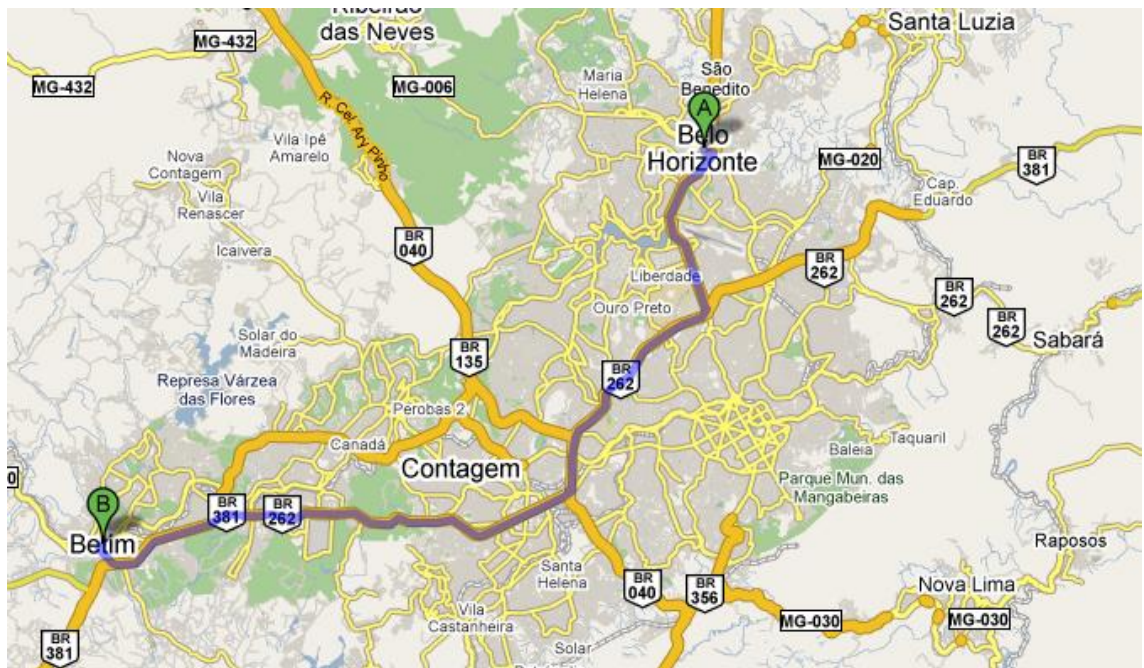 Ribeirão
das Neves
MG-432
MG-432
MG-006
Maria
Helena
São
Benedito
Santa Luzia
A
Belo
Horizonte
R. Cel. Ary Pinho
Vila Ipê
Amarelo
Nova
Contagem
Vila
Renascer
Icaivera
BR
040
MG-020
BR
381
Cap.
Eduardo
Liberdade
BR
262
BR
262
BR
262
Sabará
Ouro Preto
Solar do
Madeira
BR
135
Represa Várzea
das Flores
BR
262
Perobas 2
Canadá
Contagem
Taquaril
Baleia
Parque Mun. das
Mangabeiras
0
B
Betim
BR
381
BR
262
Raposos
Santa
Helena
Vila
Castanheira
BR
040
BR
356
Nova Lima
MG-030
MG-030
Solar
BR
381